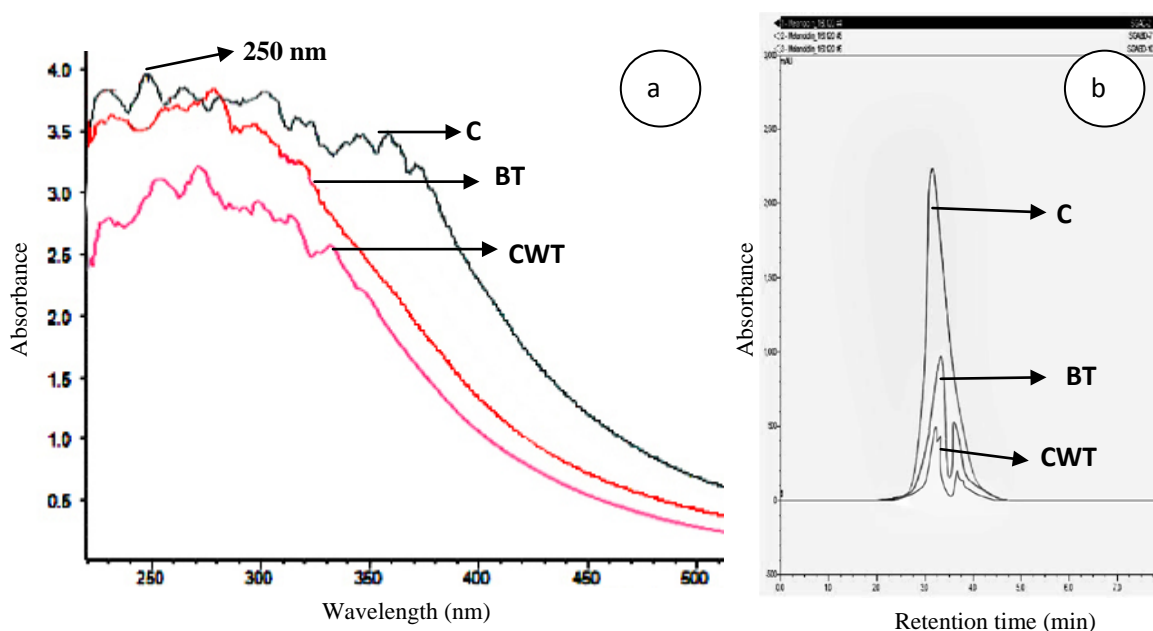 250 nm
a
C
BT
CWT
Absorbance
4.0
3.5
3.0
2.5
2.0
1.5
1.0
0.5
250
300
350
400
450
500
Wavelength (nm)
b
mAU
C
BT
CWT
Absorbance
Retention time (min)